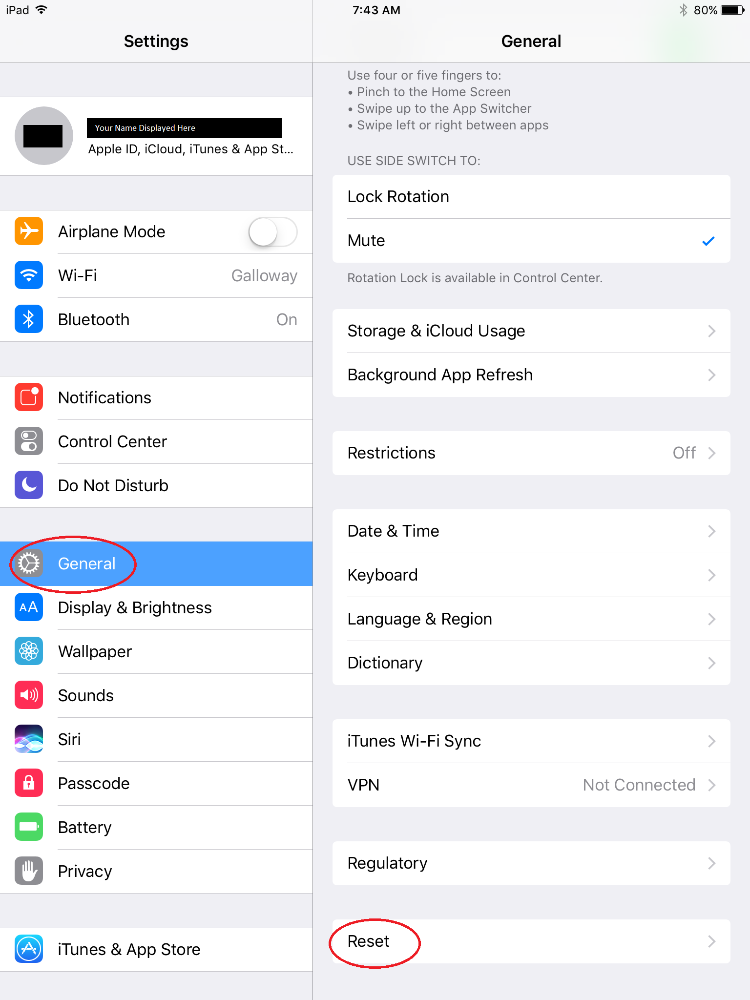 iPad
7:43 AM
80%
Settings
Your Name Displayed Here
Apple ID, iCloud, iTunes & App St...
Airplane Mode
Wi-Fi Galloway
Bluetooth On
Notifications
Control Center
Do Not Disturb
General
AA Display & Brightness
Wallpaper
Sounds
Siri
Passcode
Battery
Privacy
iTunes & App Store
General
Use four or five fingers to:
• Pinch to the Home Screen
• Swipe up to the App Switcher
• Swipe left or right between apps
USE SIDE SWITCH TO:
Lock Rotation
Mute
Rotation Lock is available in Control Center.
Storage & iCloud Usage
Background App Refresh
Restrictions Off
Date & Time
Keyboard
Language & Region
Dictionary
iTunes Wi-Fi Sync
VPN Not Connected
Regulatory
Reset